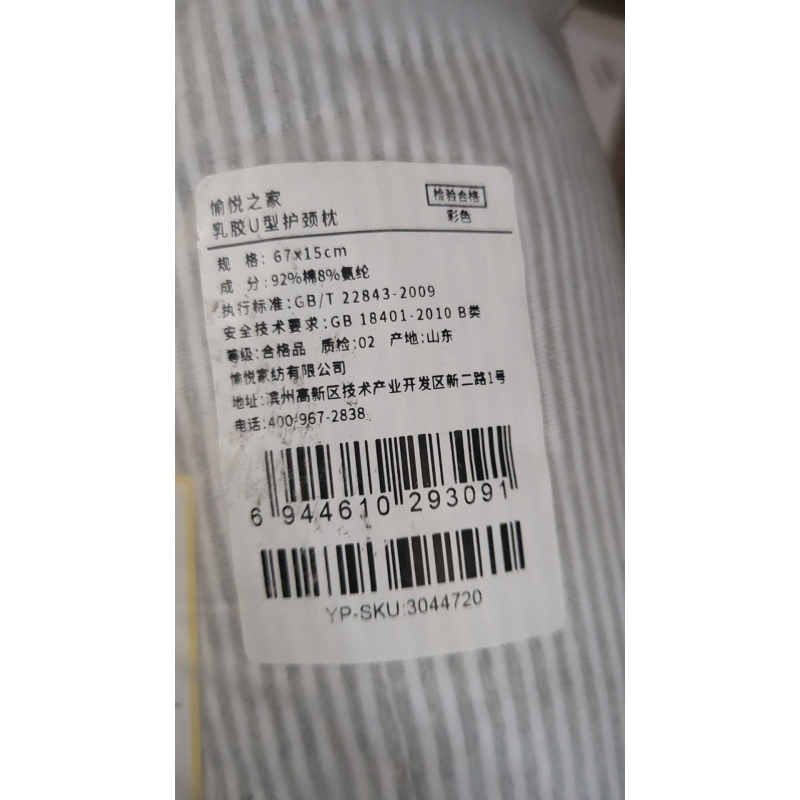 愉悦之家
检验合格
乳胶U型护颈枕
彩色
规 格: 67x15cm
成 分:92%棉8%氨纶
执行标准:GB/T 22843-2009
安全技术要求:GB 18401-2010 B类
等级:合格品 质检:02 产地:山东
愉悦家纺有限公司
地址:滨州高新区技术产业开发区新二路1号
电话:400-967-2838
6 944610 293091
YP-SKU:3044720